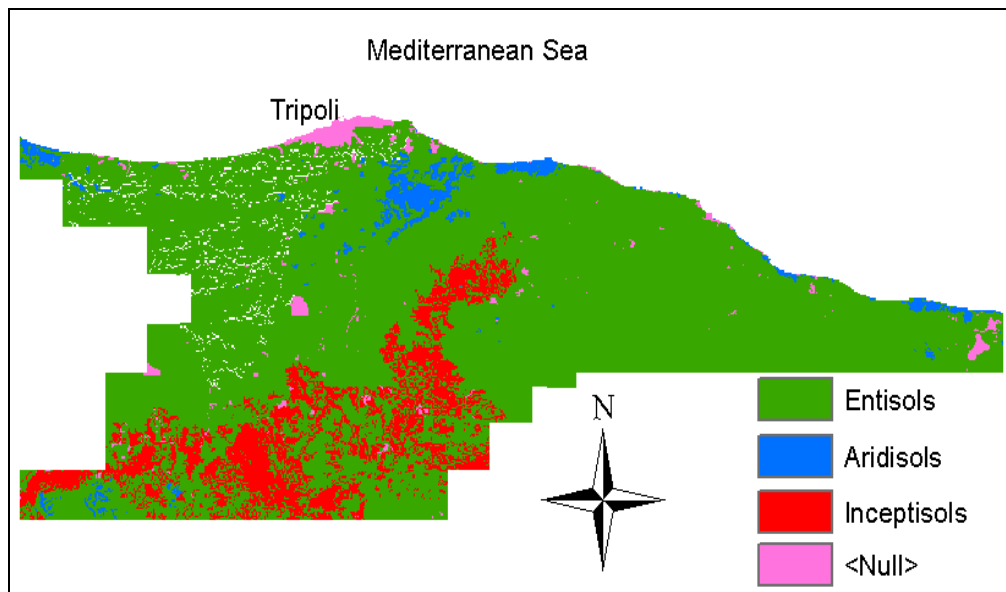 Mediterranean Sea
Tripoli
N
Entisols
Aridisols
Inceptisols
<Null>